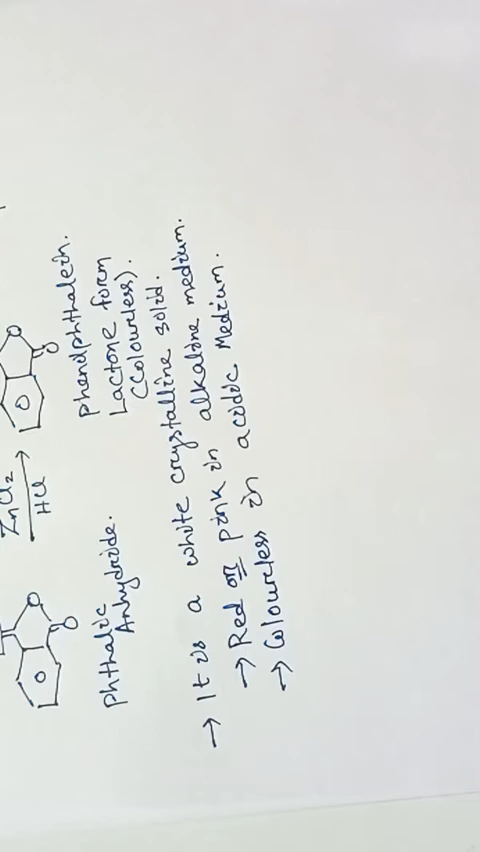 ZnCl2
HCl
O
O
O
O
O
O
Phthalic
Anhydride.
Phenolphthalein.
Lactone form
(Colourless).
→ It is a white crystalline solid.
→ Red or pink in alkaline medium.
→ Colourless in acidic Medium.